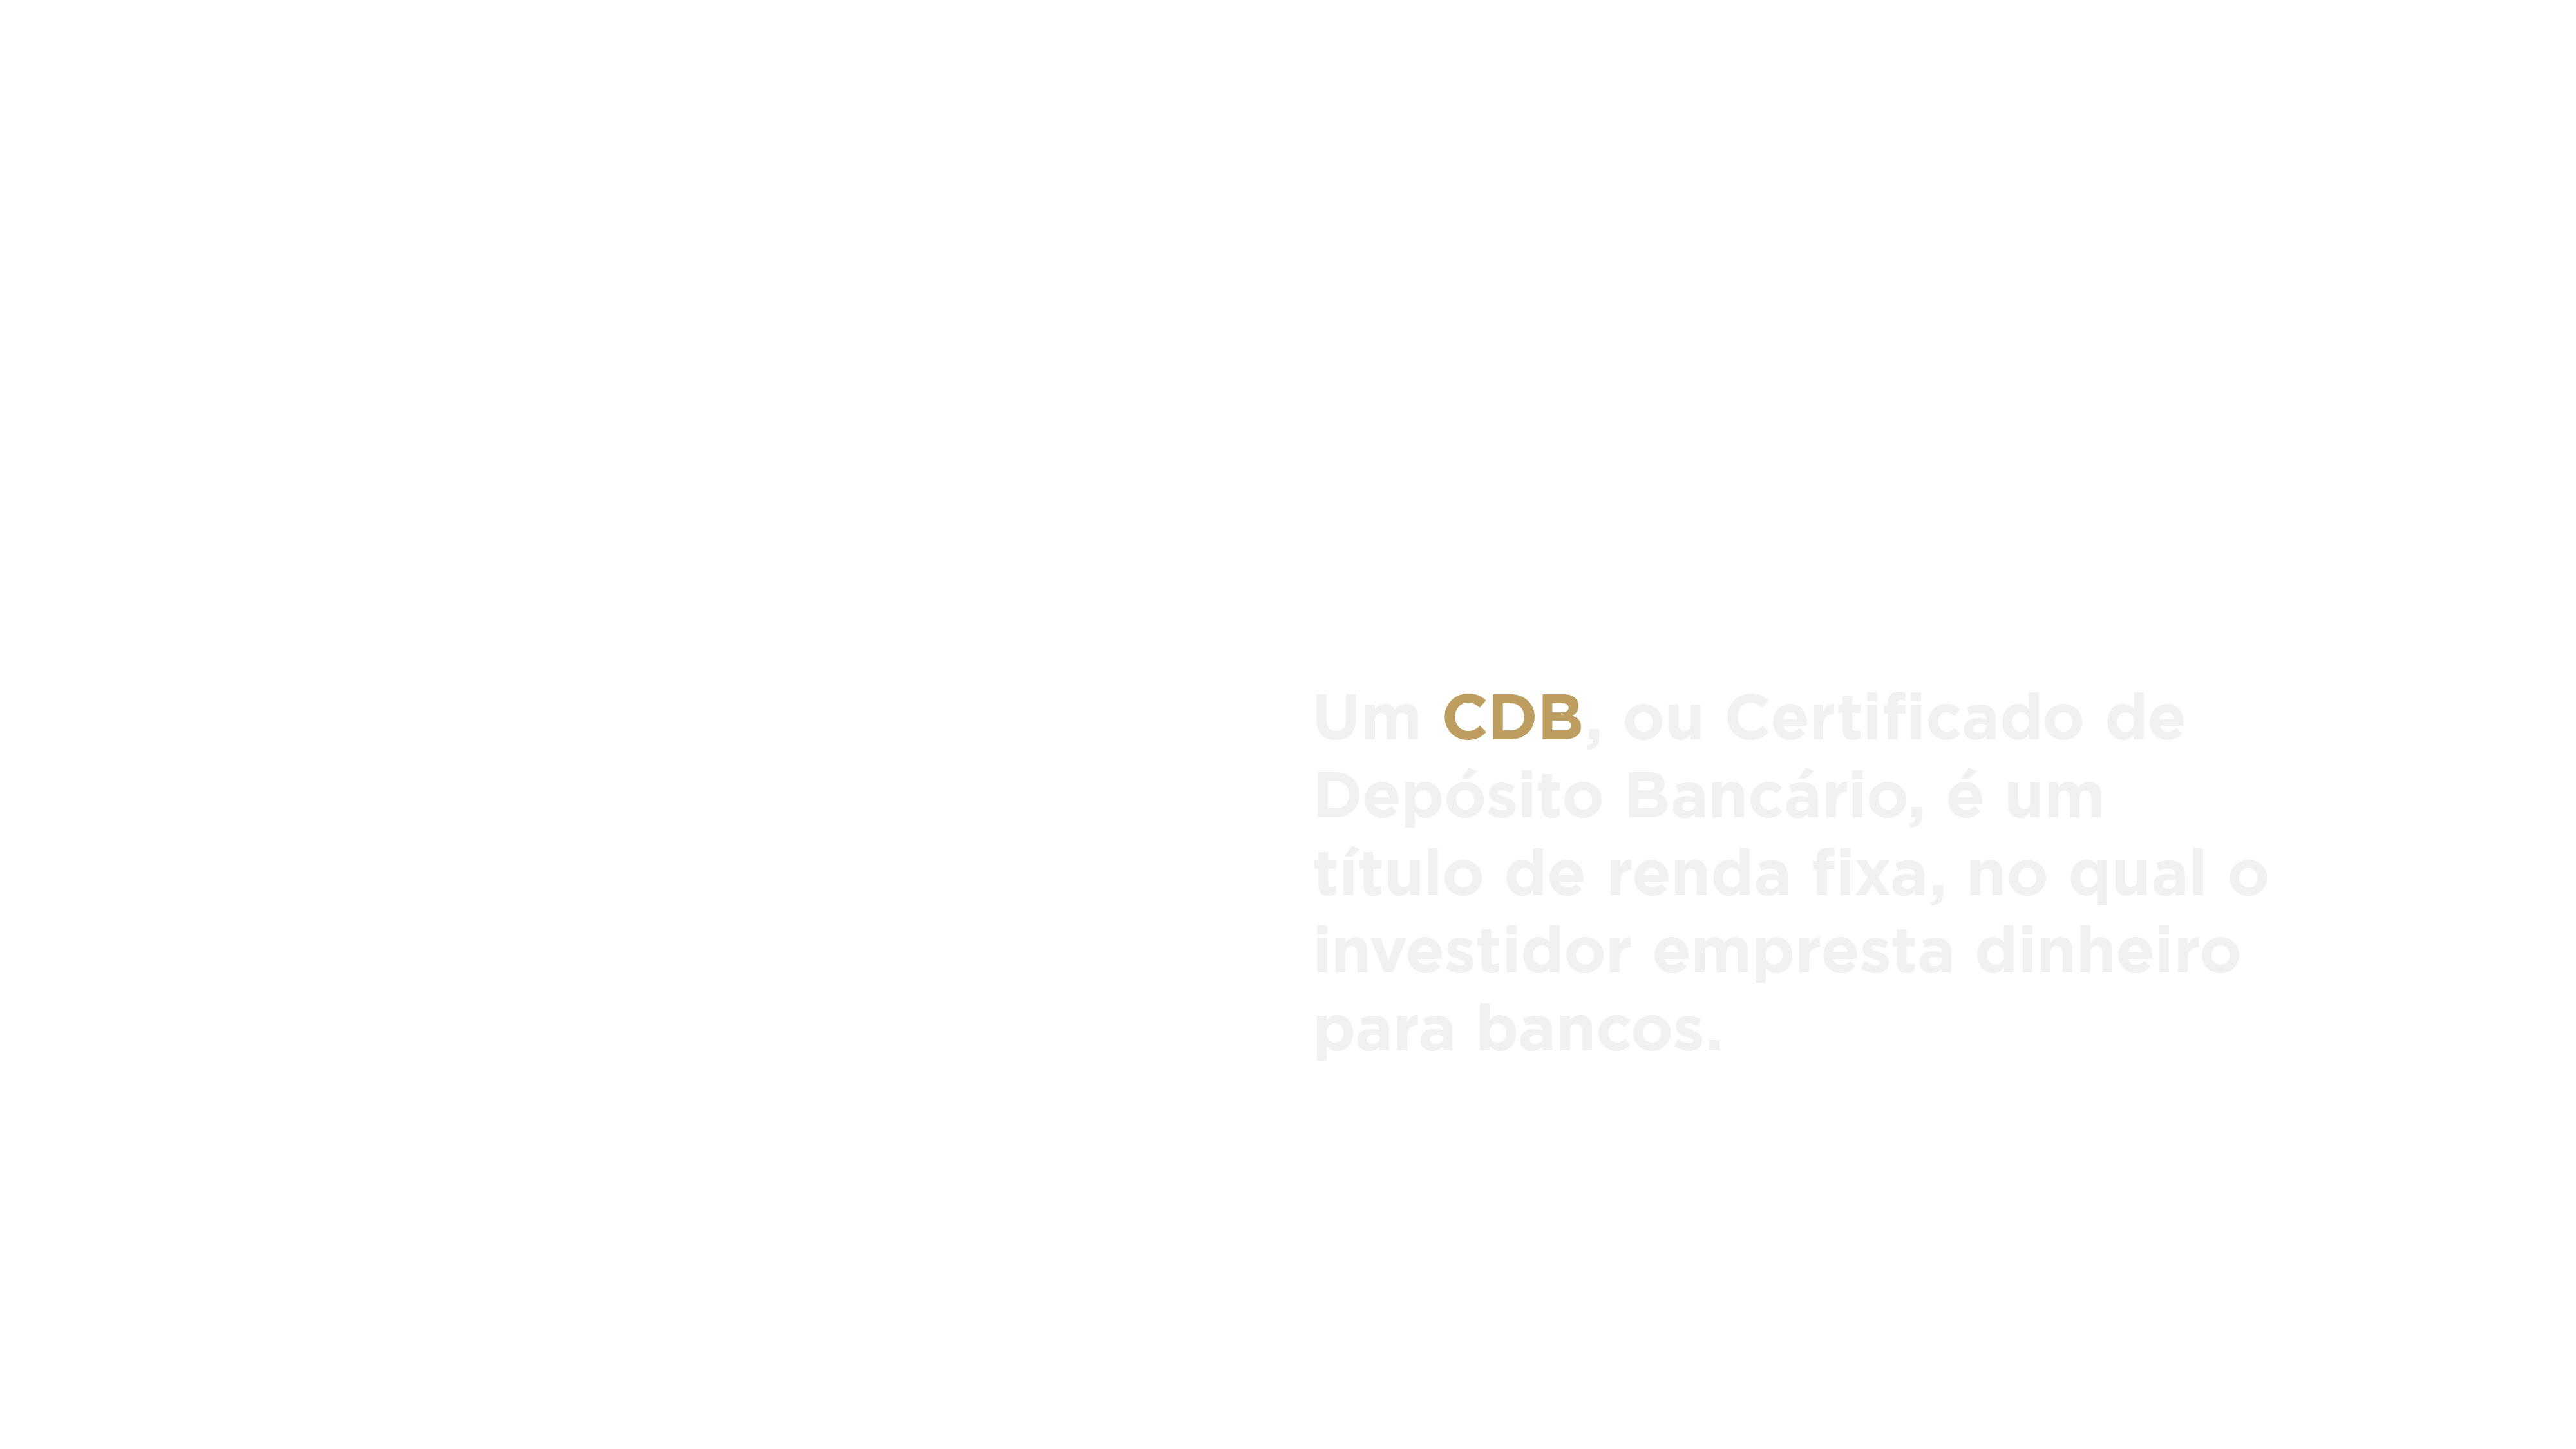 Um CDB, ou Certificado de
Depósito Bancário, é um
título de renda fixa, no qual o
investidor empresta dinheiro
para bancos.